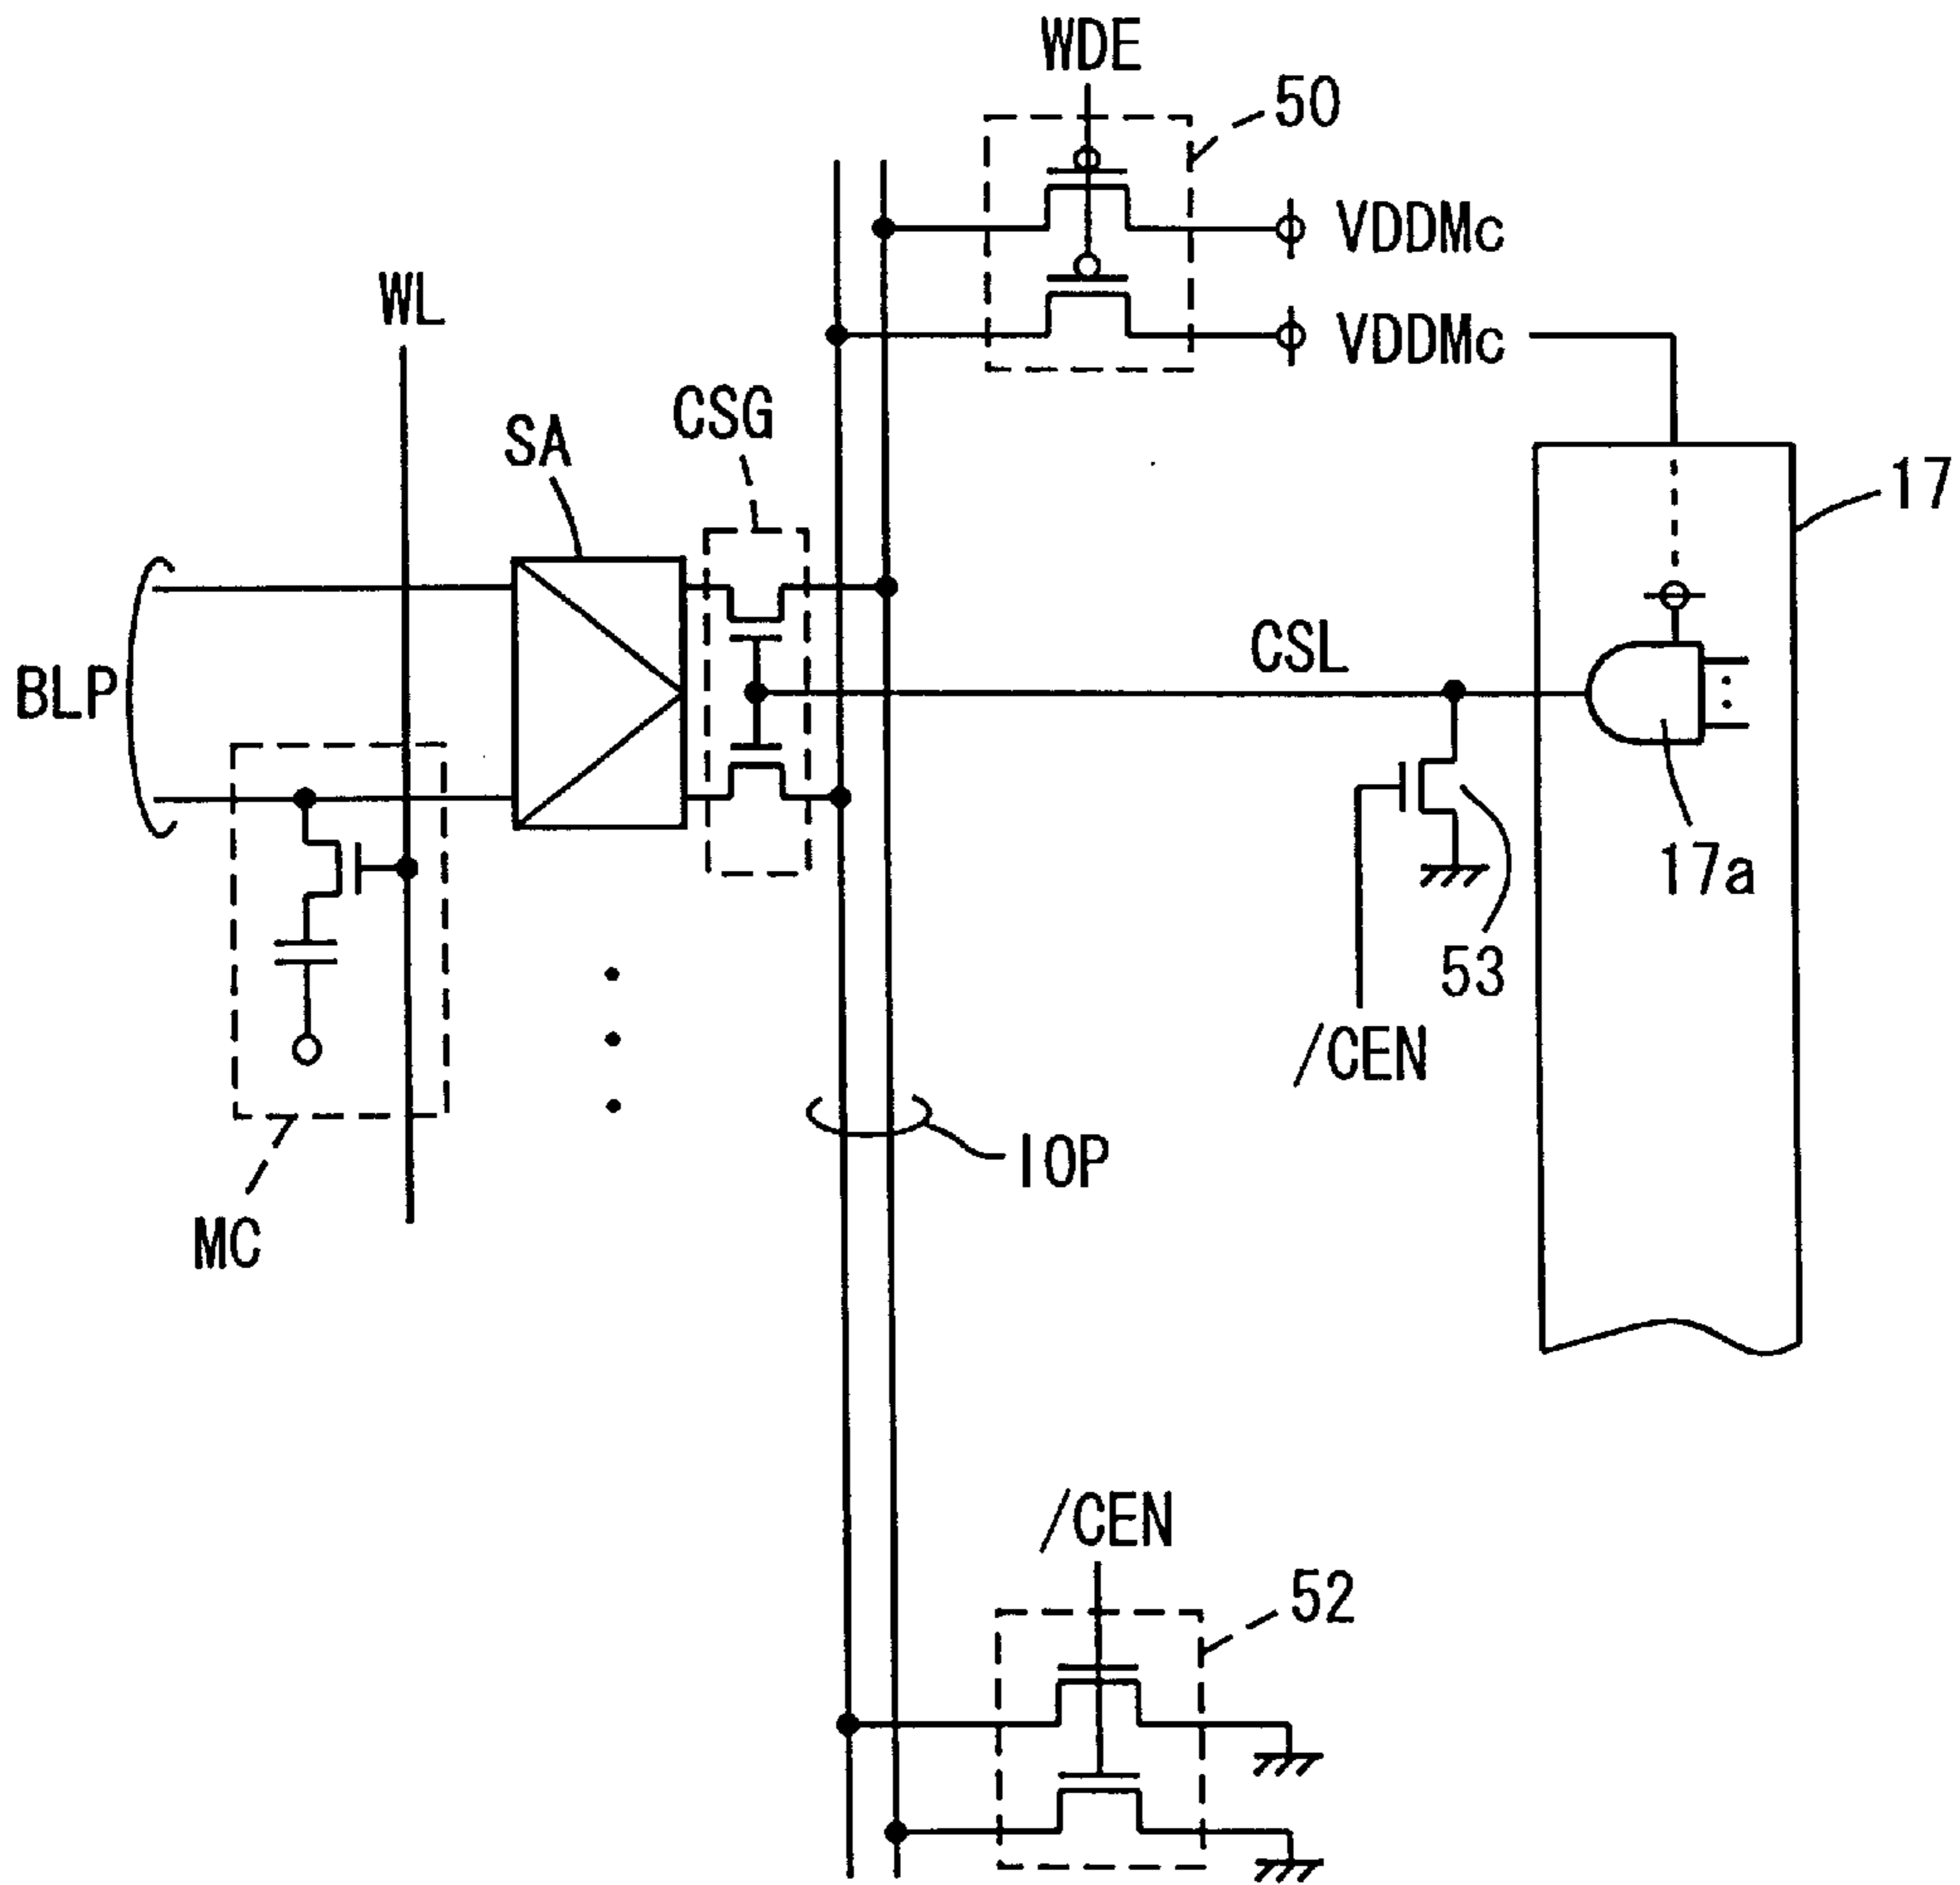 WDE
50
VDDMc
WL
VDDMc
CSG
SA
17
CSL
BLP
17a
53
/CEN
IOP
MC
/CEN
52